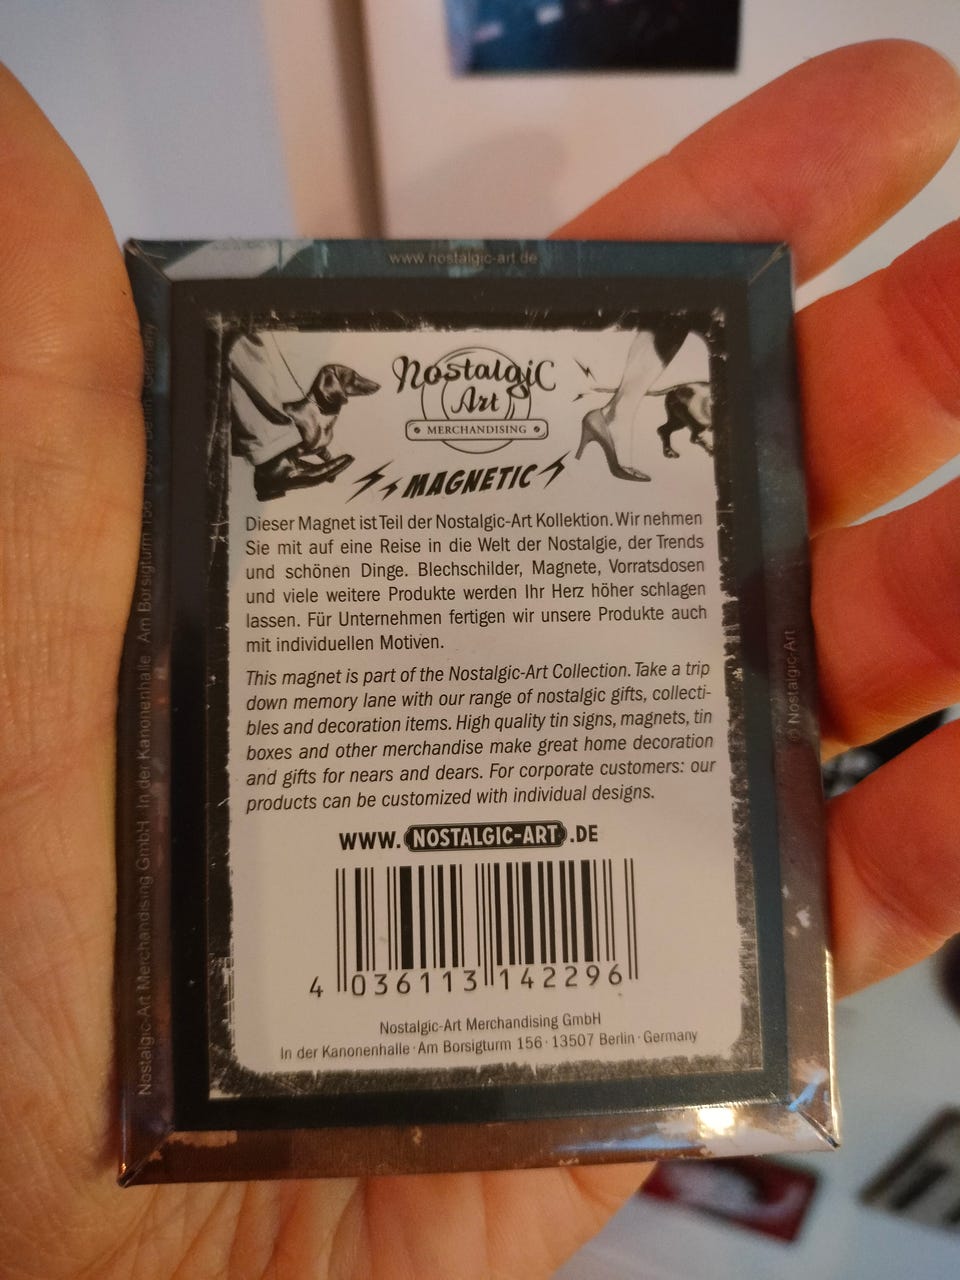 www.nostalgic-art.de
Nostalgic
Art
MERCHANDISING
MAGNETIC
Dieser Magnet ist Teil der Nostalgic-Art Kollektion. Wir nehmen
Sie mit auf eine Reise in die Welt der Nostalgie, der Trends
und schönen Dinge. Blechschilder, Magnete, Vorratsdosen
und viele weitere Produkte werden Ihr Herz höher schlagen
lassen. Für Unternehmen fertigen wir unsere Produkte auch
mit individuellen Motiven.
This magnet is part of the Nostalgic-Art Collection. Take a trip
down memory lane with our range of nostalgic gifts, collecti-
bles and decoration items. High quality tin signs, magnets, tin
boxes and other merchandise make great home decoration
and gifts for nears and dears. For corporate customers: our
products can be customized with individual designs.
WWW.NOSTALGIC-ART.DE
4 036113 142296
Nostalgic-Art Merchandising GmbH
In der Kanonenhalle · Am Borsigturm 156 · 13507 Berlin · Germany
Nostalgic-Art Merchandising GmbH In der Kanonenhalle Am Borsigturm 156 13507 Berlin Germany
© Nostalgic-Art